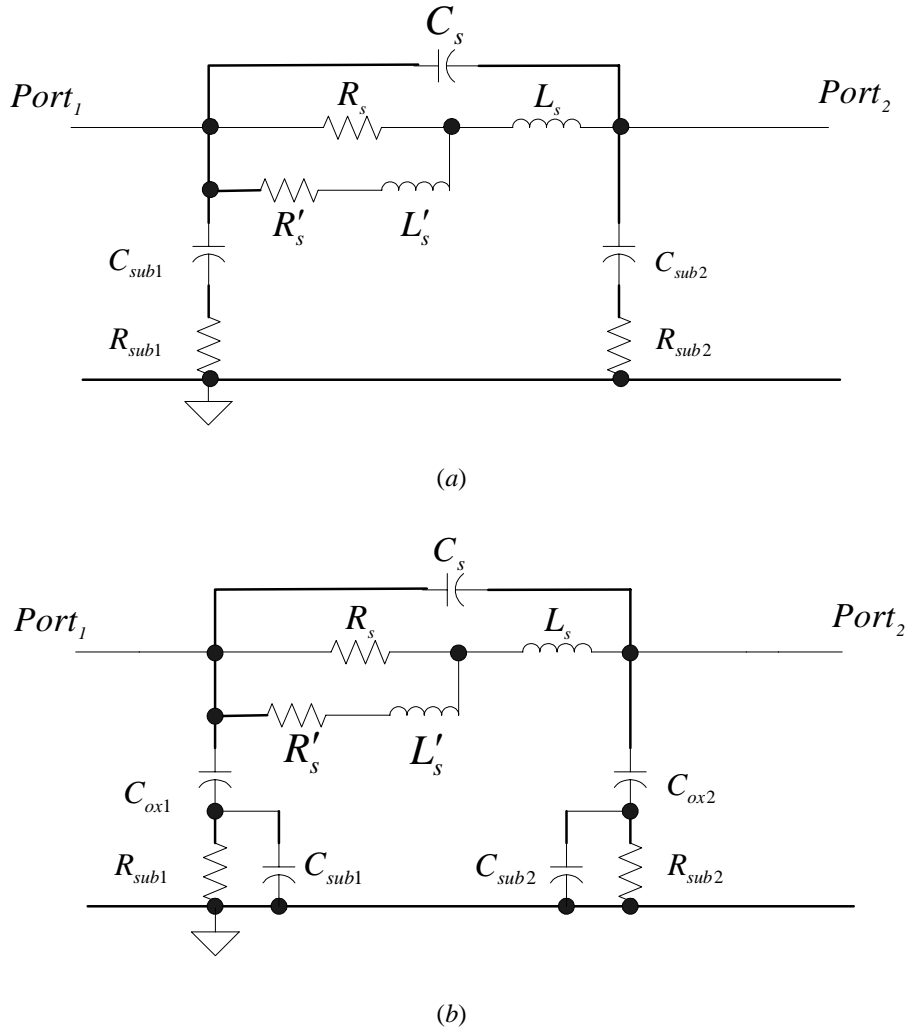 C_s
Port_1
R_s
L_s
Port_2
R'_s
L'_s
C_sub1
C_sub2
R_sub1
R_sub2
(a)
C_s
Port_1
R_s
L_s
Port_2
R'_s
L'_s
C_ox1
C_ox2
R_sub1
C_sub1
C_sub2
R_sub2
(b)